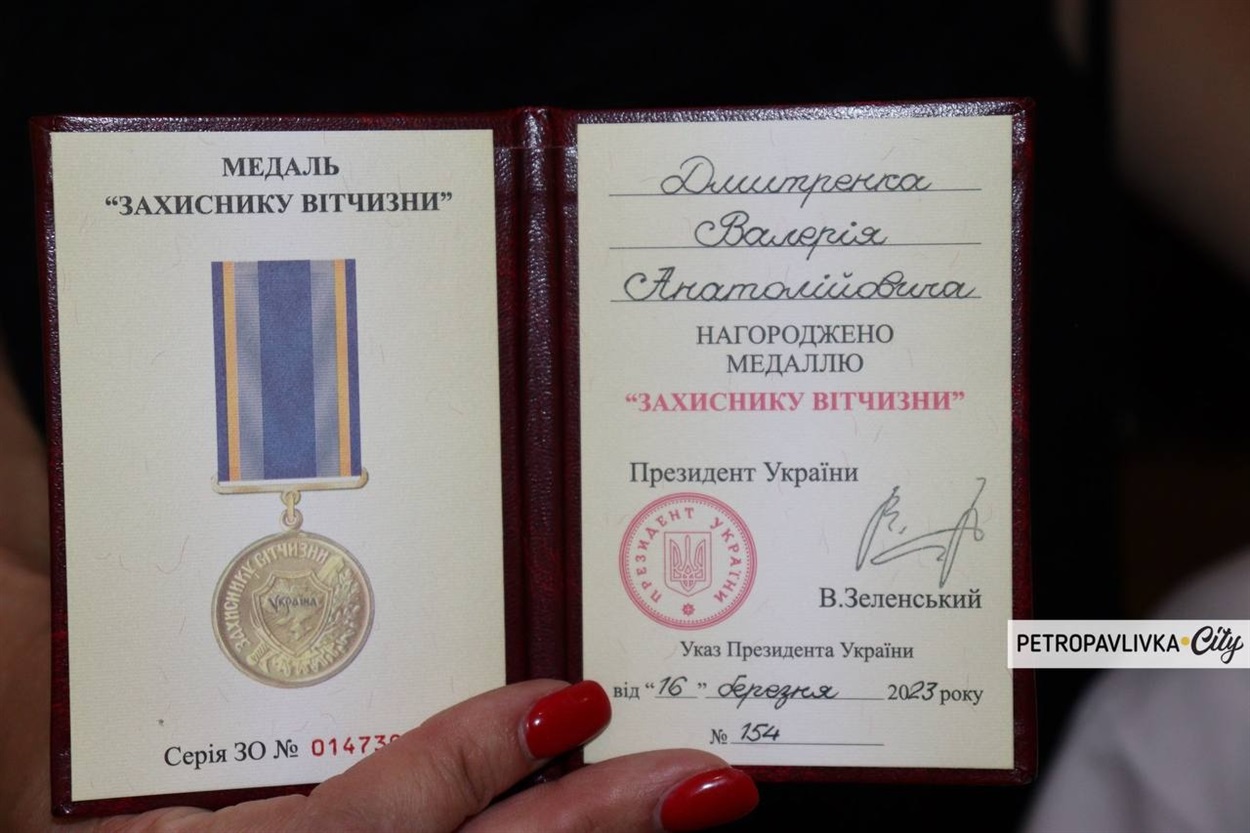 МЕДАЛЬ
“ЗАХИСНИКУ ВІТЧИЗНИ”
ЗАХИСНИКУ ВІТЧИЗНИ
УКРАЇНА
Серія ЗО №
Дмитренка
Валерія
Анатолійовича
НАГОРОДЖЕНО
МЕДАЛЛЮ
“ЗАХИСНИКУ ВІТЧИЗНИ”
Президент України
ПРЕЗИДЕНТ УКРАЇНИ
В.Зеленський
Указ Президента України
від “16” березня 2023 року
№ 154
PETROPAVLIVKA City